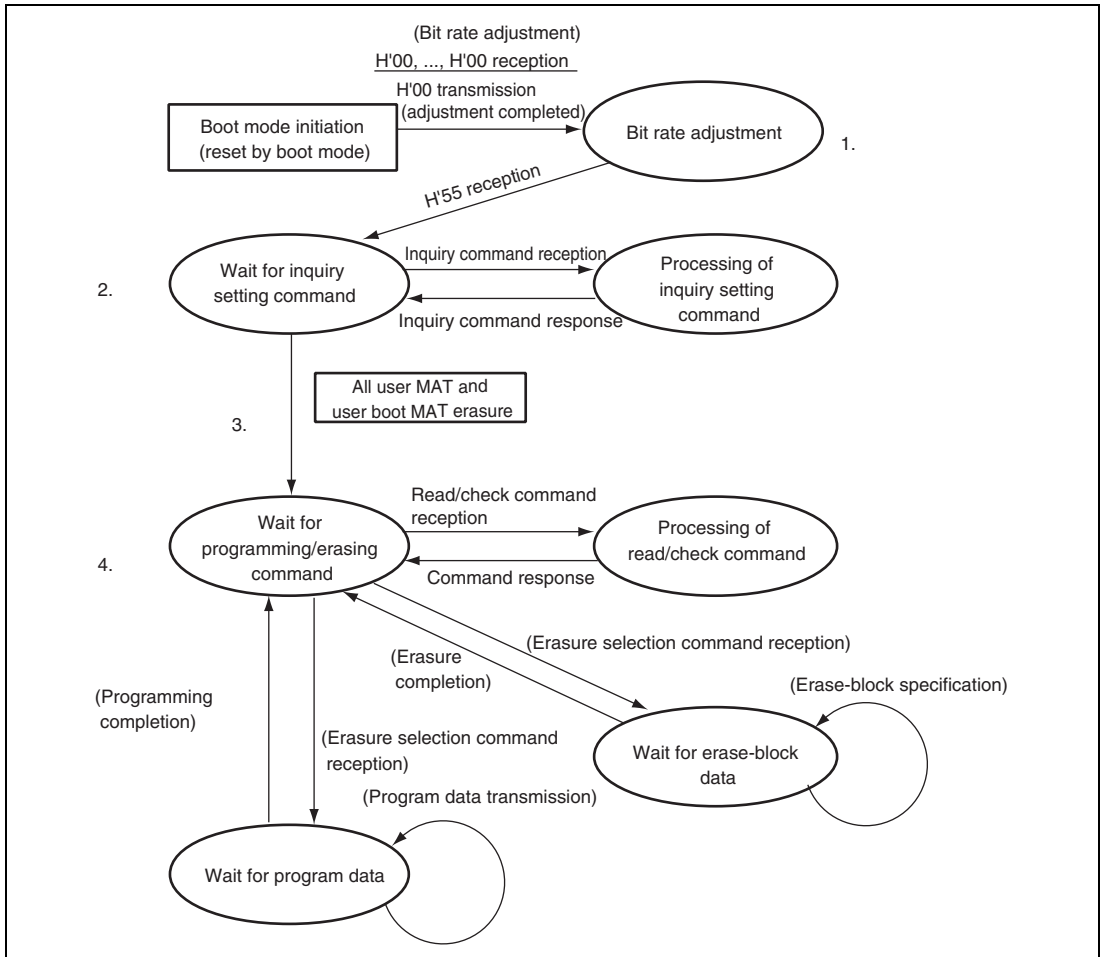 (Bit rate adjustment)
H'00, ..., H'00 reception
H'00 transmission
(adjustment completed)
Boot mode initiation
(reset by boot mode)
Bit rate adjustment
1.
H'55 reception
2.
Wait for inquiry
setting command
Inquiry command reception
Inquiry command response
Processing of
inquiry setting
command
3.
All user MAT and
user boot MAT erasure
4.
Wait for
programming/erasing
command
Read/check command
reception
Command response
Processing of
read/check command
(Erasure selection command reception)
(Erasure
completion)
(Erase-block specification)
(Programming
completion)
(Erasure selection command
reception)
Wait for erase-block
data
(Program data transmission)
Wait for program data